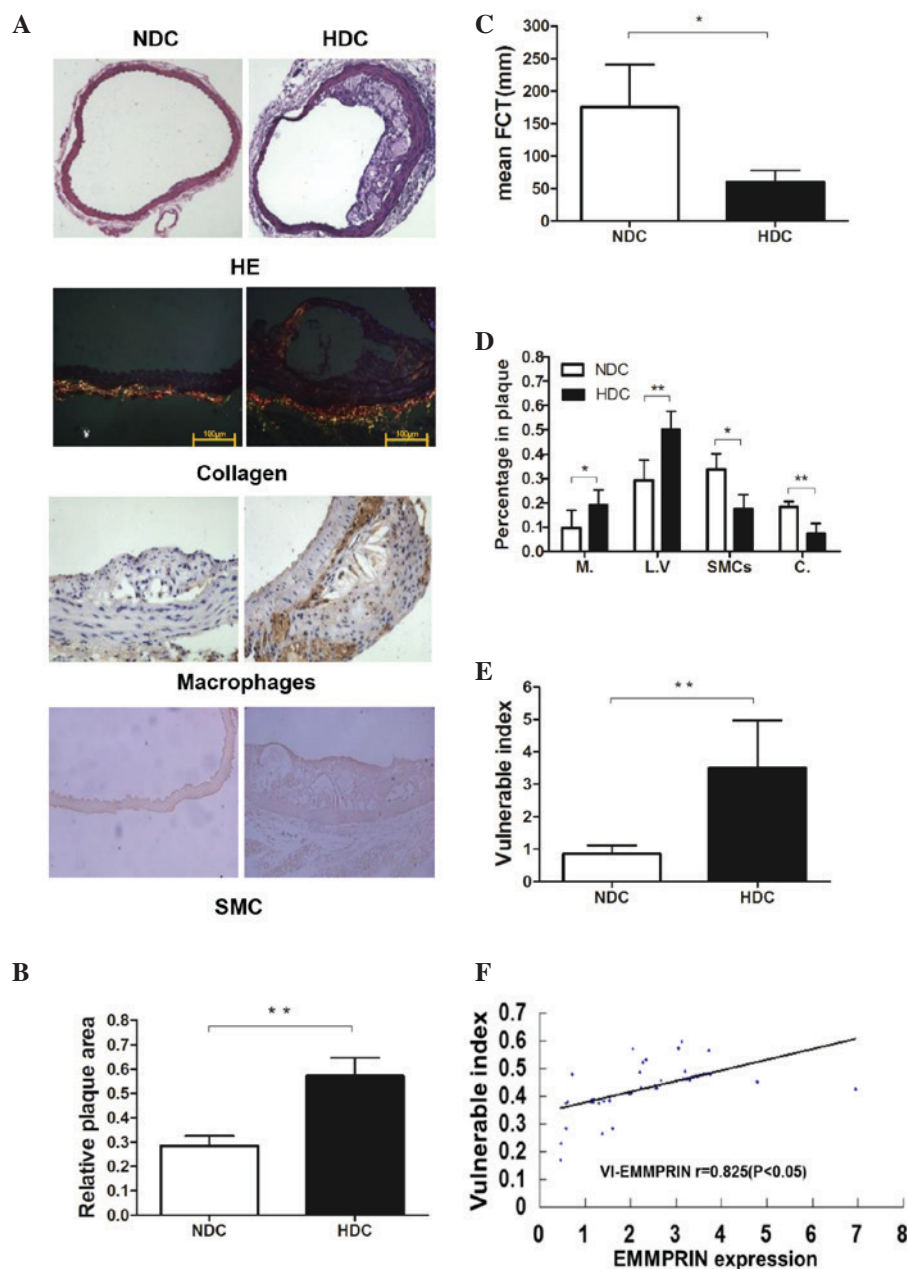 A
NDC HDC
HE
100μm 100μm
Collagen
Macrophages
SMC
B
Relative plaque area
0.8
0.7
0.6
0.5
0.4
0.3
0.2
0.1
0.0
* *
NDC HDC
C
mean FCT(mm)
300
250
200
150
100
50
0
*
NDC HDC
D
Percentage in plaque
0.8
0.7
0.6
0.5
0.4
0.3
0.2
0.1
0.0
NDC
HDC
* ** * **
M. L.V SMCs C.
E
Vulnerable index
6
5
4
3
2
1
0
* *
NDC HDC
F
Vulnerable index
0.7
0.6
0.5
0.4
0.3
0.2
0.1
0
VI-EMMPRIN r=0.825(P<0.05)
0 1 2 3 4 5 6 7 8
EMMPRIN expression